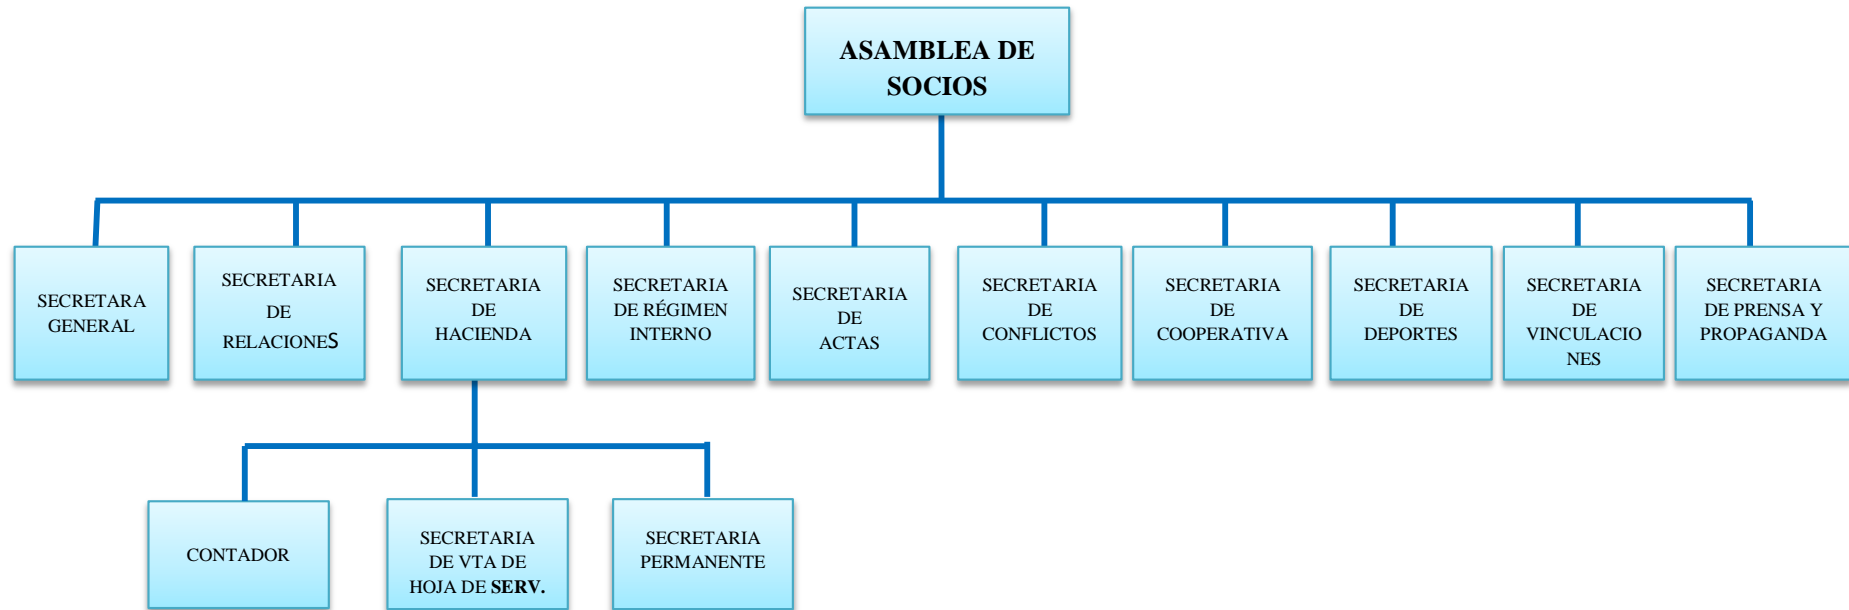 ASAMBLEA DE
SOCIOS
SECRETARA
GENERAL
SECRETARIA
DE
RELACIONES
SECRETARIA
DE
HACIENDA
SECRETARIA
DE RÉGIMEN
INTERNO
SECRETARIA
DE
ACTAS
SECRETARIA
DE
CONFLICTOS
SECRETARIA
DE
COOPERATIVA
SECRETARIA
DE
DEPORTES
SECRETARIA
DE
VINCULACIO
NES
SECRETARIA
DE PRENSA Y
PROPAGANDA
CONTADOR
SECRETARIA
DE VTA DE
HOJA DE SERV.
SECRETARIA
PERMANENTE